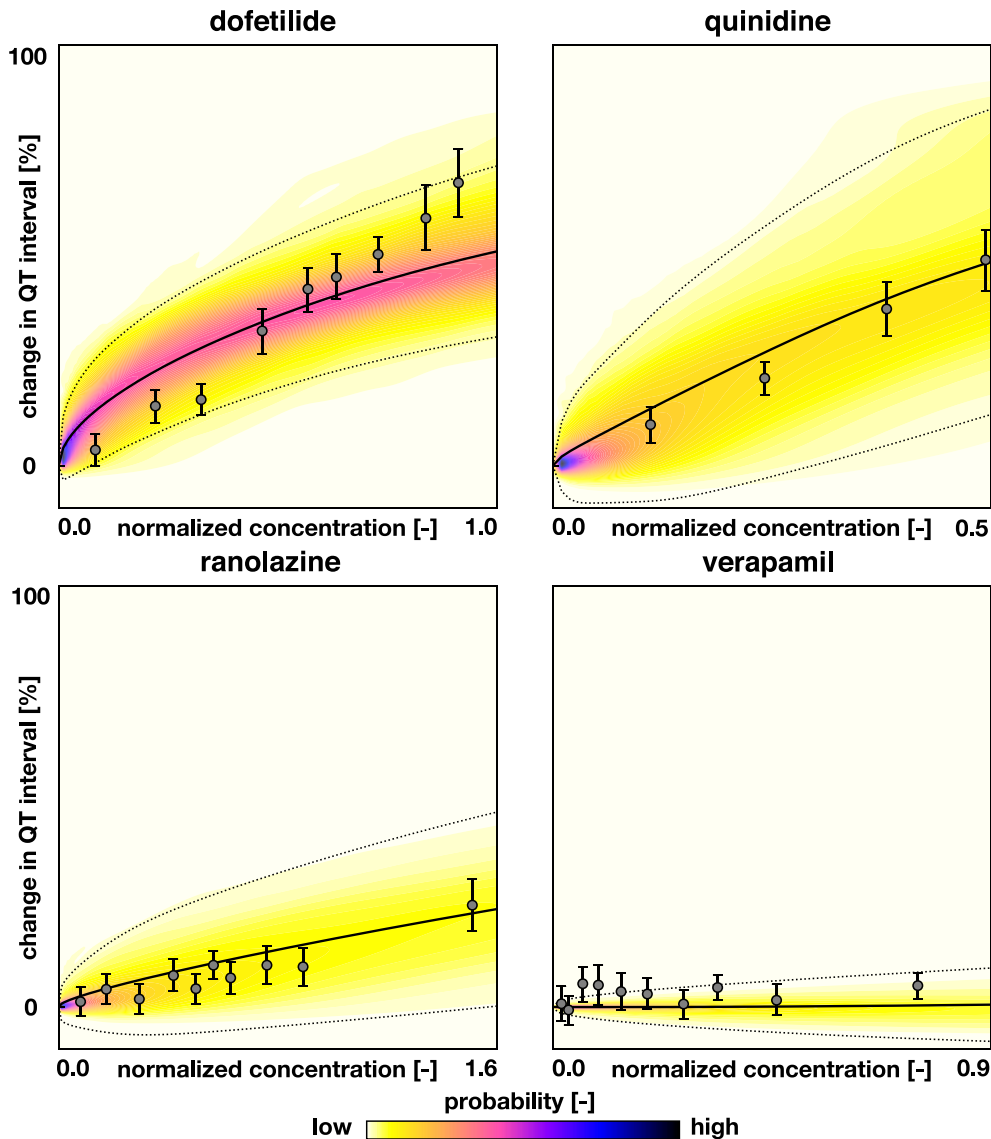 dofetilide
quinidine
100
change in QT interval [%]
0
0.0 normalized concentration [-] 1.0
0.0 normalized concentration [-] 0.5
ranolazine
verapamil
100
change in QT interval [%]
0
0.0 normalized concentration [-] 1.6
0.0 normalized concentration [-] 0.9
probability [-]
low high